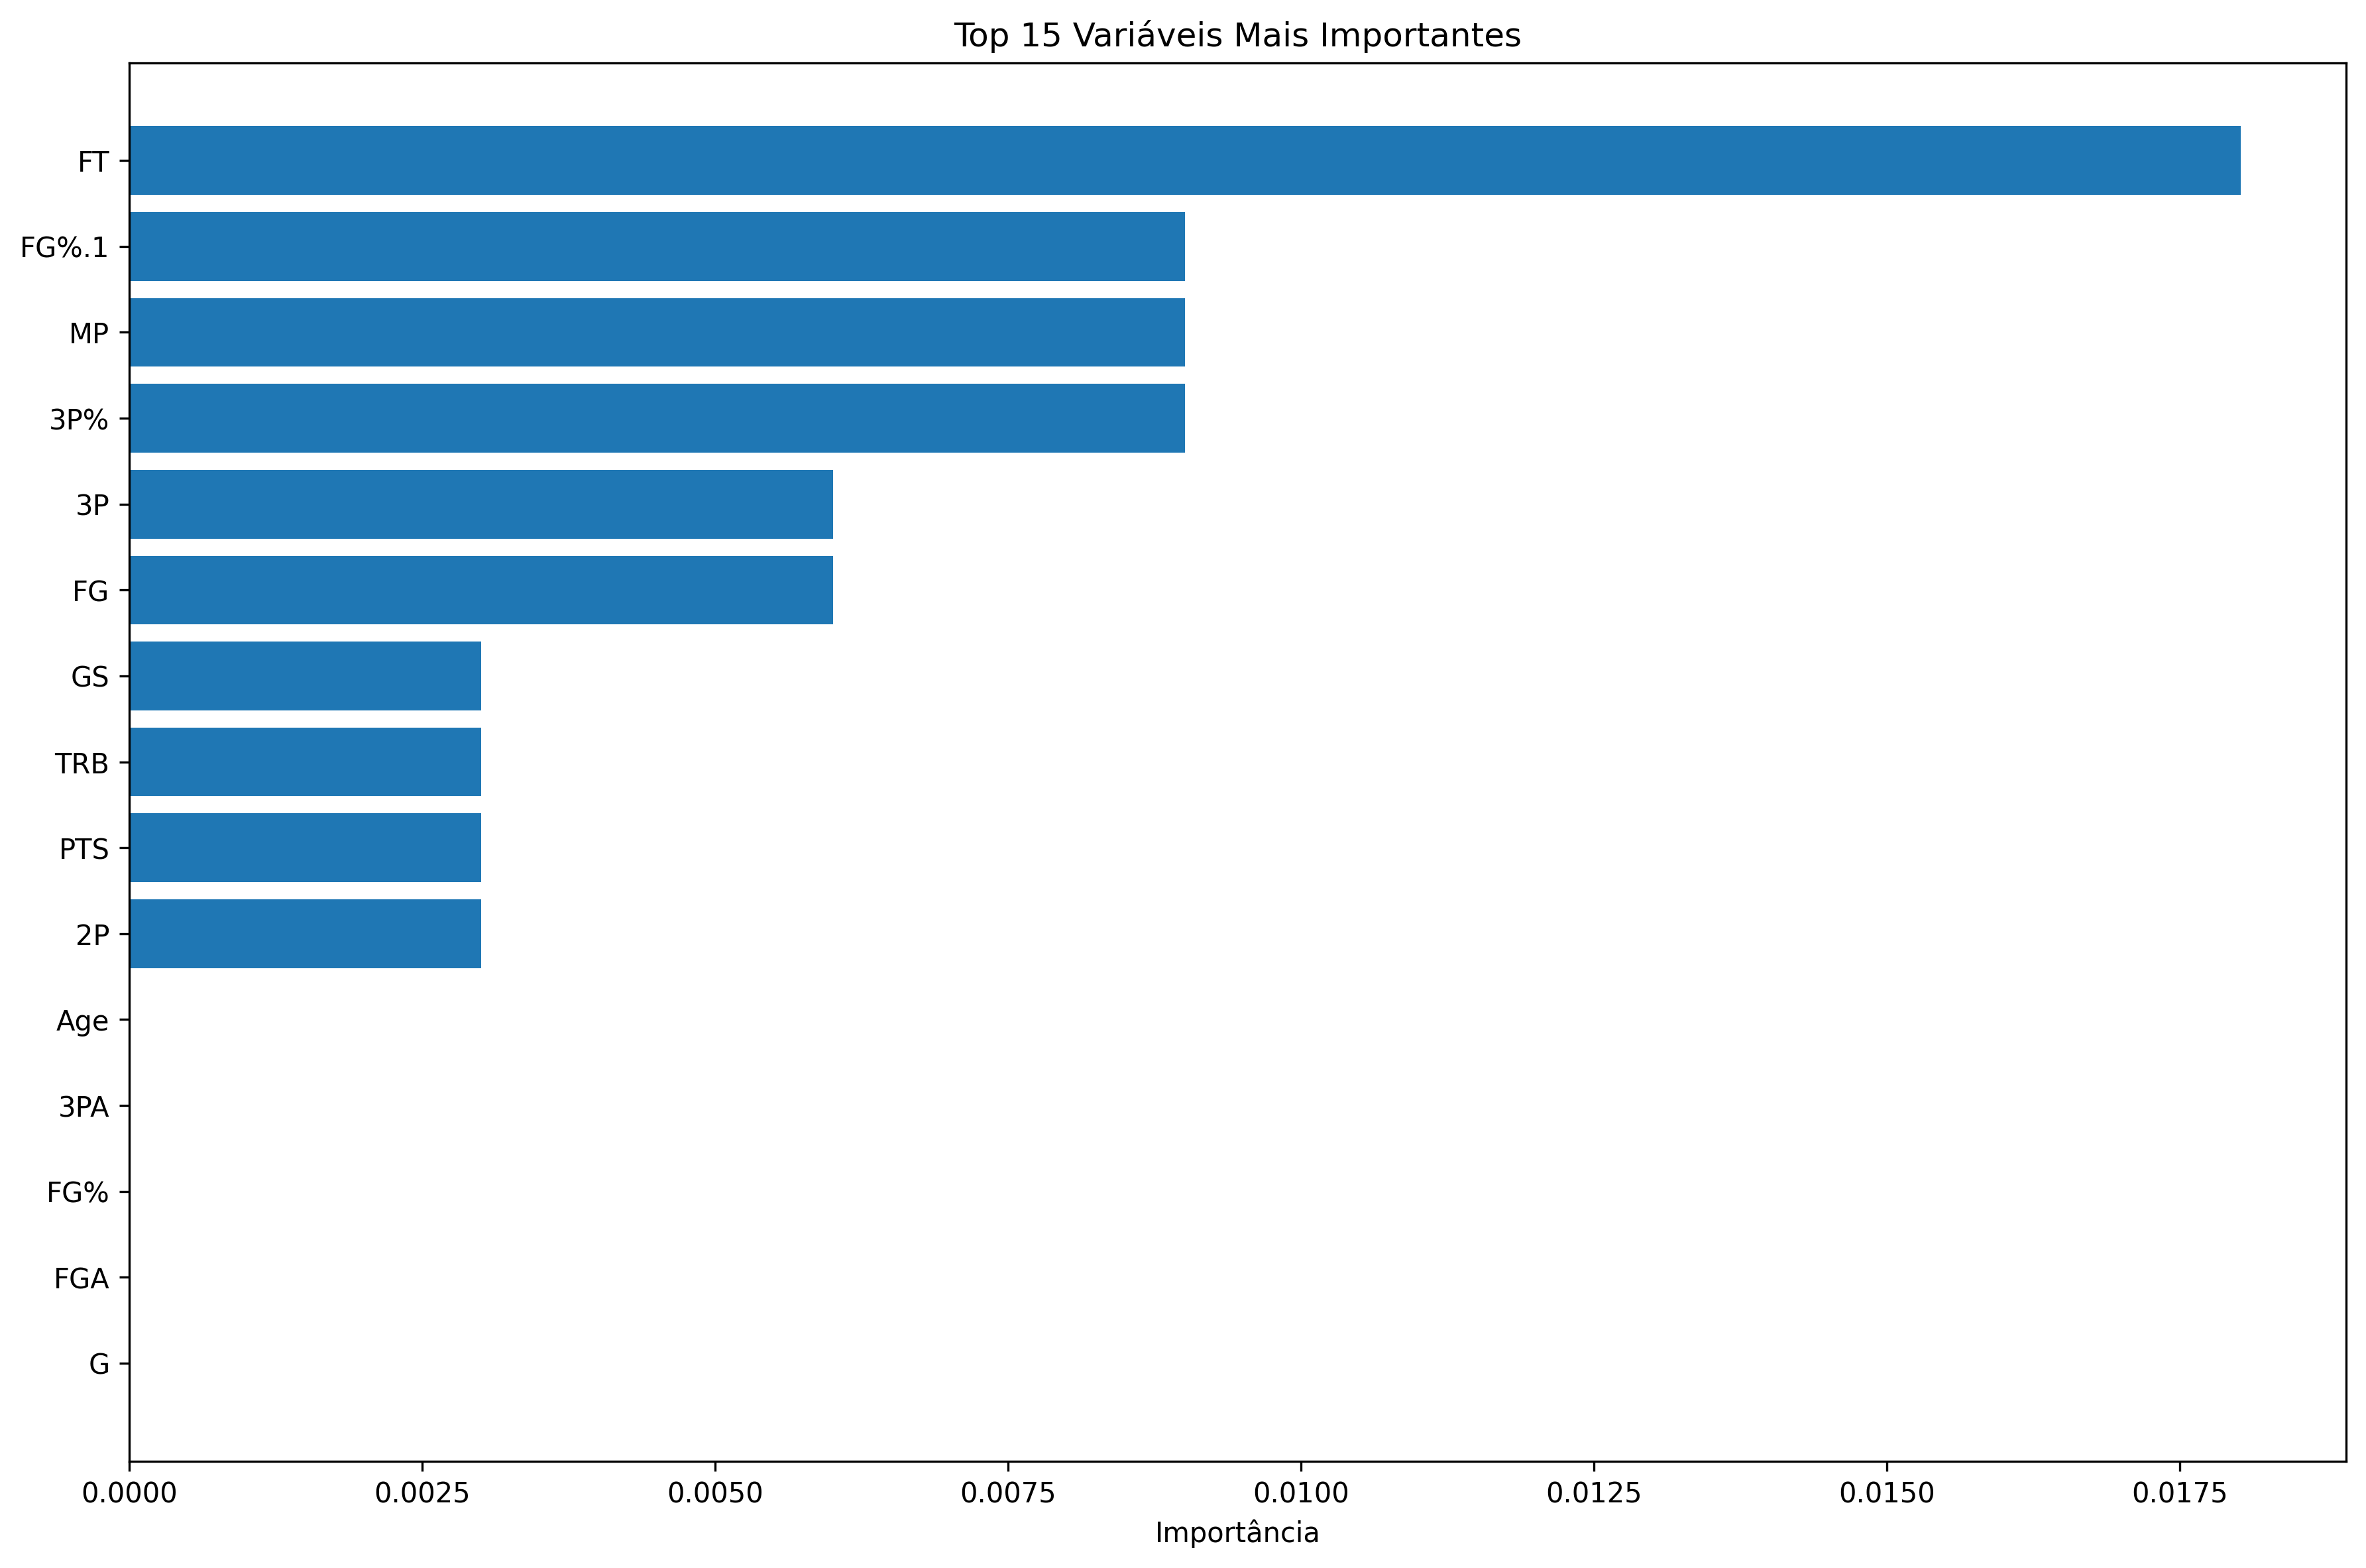 Top 15 Variáveis Mais Importantes
FT
FG%.1
MP
3P%
3P
FG
GS
TRB
PTS
2P
Age
3PA
FG%
FGA
G
0.0000 0.0025 0.0050 0.0075 0.0100 0.0125 0.0150 0.0175
Importância